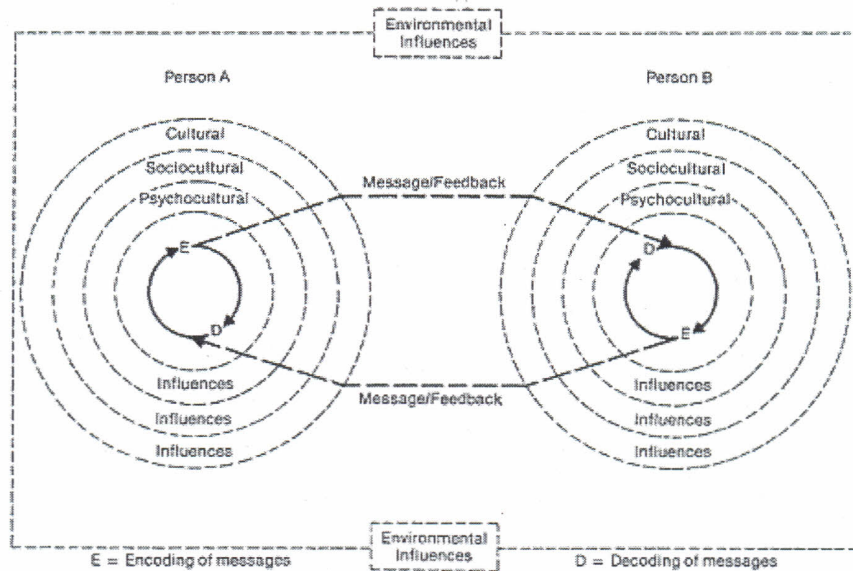 Environmental
Influences
Person A
Person B
Cultural
Cultural
Sociocultural
Sociocultural
Message/Feedback
Psychocultural
Psychocultural
E
D
D
E
Influences
Influences
Message/Feedback
Influences
Influences
Influences
Influences
Environmental
Influences
E = Encoding of messages
D = Decoding of messages